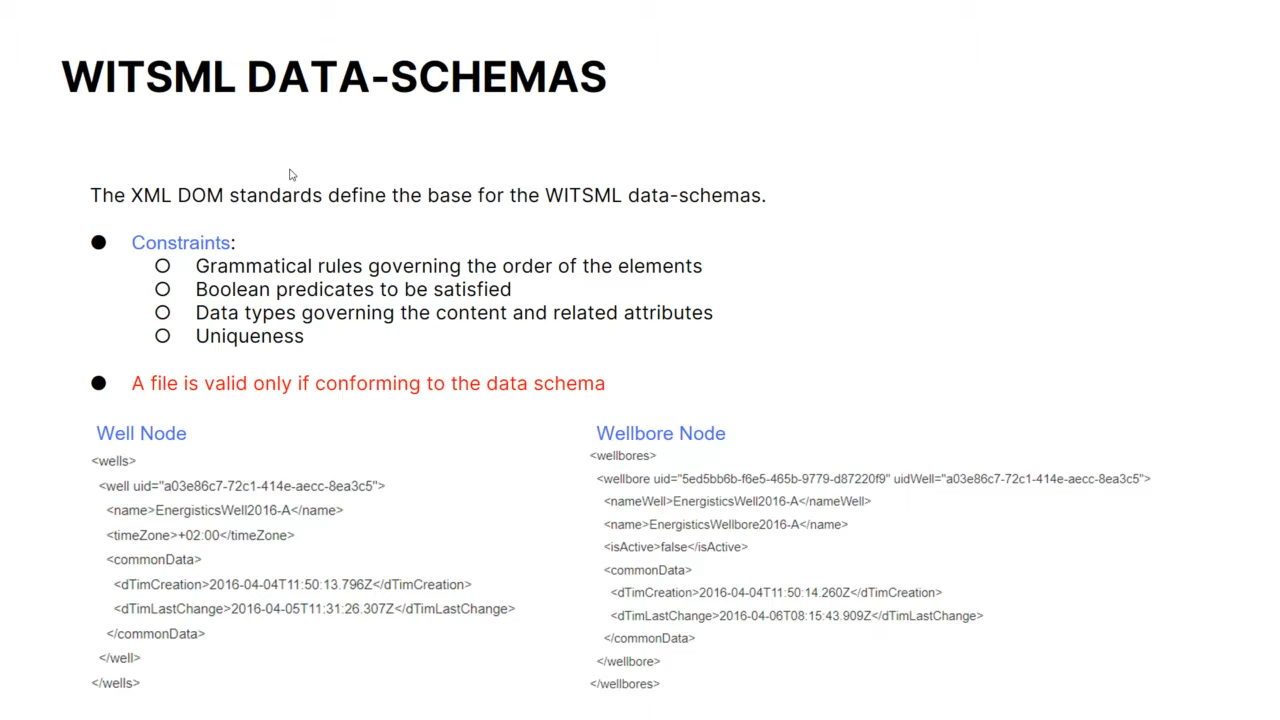 WITSML DATA-SCHEMAS
The XML DOM standards define the base for the WITSML data-schemas.
● Constraints:
○ Grammatical rules governing the order of the elements
○ Boolean predicates to be satisfied
○ Data types governing the content and related attributes
○ Uniqueness
● A file is valid only if conforming to the data schema
Well Node
<wells>
<well uid="a03e86c7-72c1-414e-aecc-8ea3c5">
<name>EnergisticsWell2016-A</name>
<timeZone>+02:00</timeZone>
<commonData>
<dTimCreation>2016-04-04T11:50:13.796Z</dTimCreation>
<dTimLastChange>2016-04-05T11:31:26.307Z</dTimLastChange>
</commonData>
</well>
</wells>
Wellbore Node
<wellbores>
<wellbore uid="5ed5bb6b-f6e5-465b-9779-d87220f9" uidWell="a03e86c7-72c1-414e-aecc-8ea3c5">
<nameWell>EnergisticsWell2016-A</nameWell>
<name>EnergisticsWellbore2016-A</name>
<isActive>false</isActive>
<commonData>
<dTimCreation>2016-04-04T11:50:14.260Z</dTimCreation>
<dTimLastChange>2016-04-06T08:15:43.909Z</dTimLastChange>
</commonData>
</wellbore>
</wellbores>